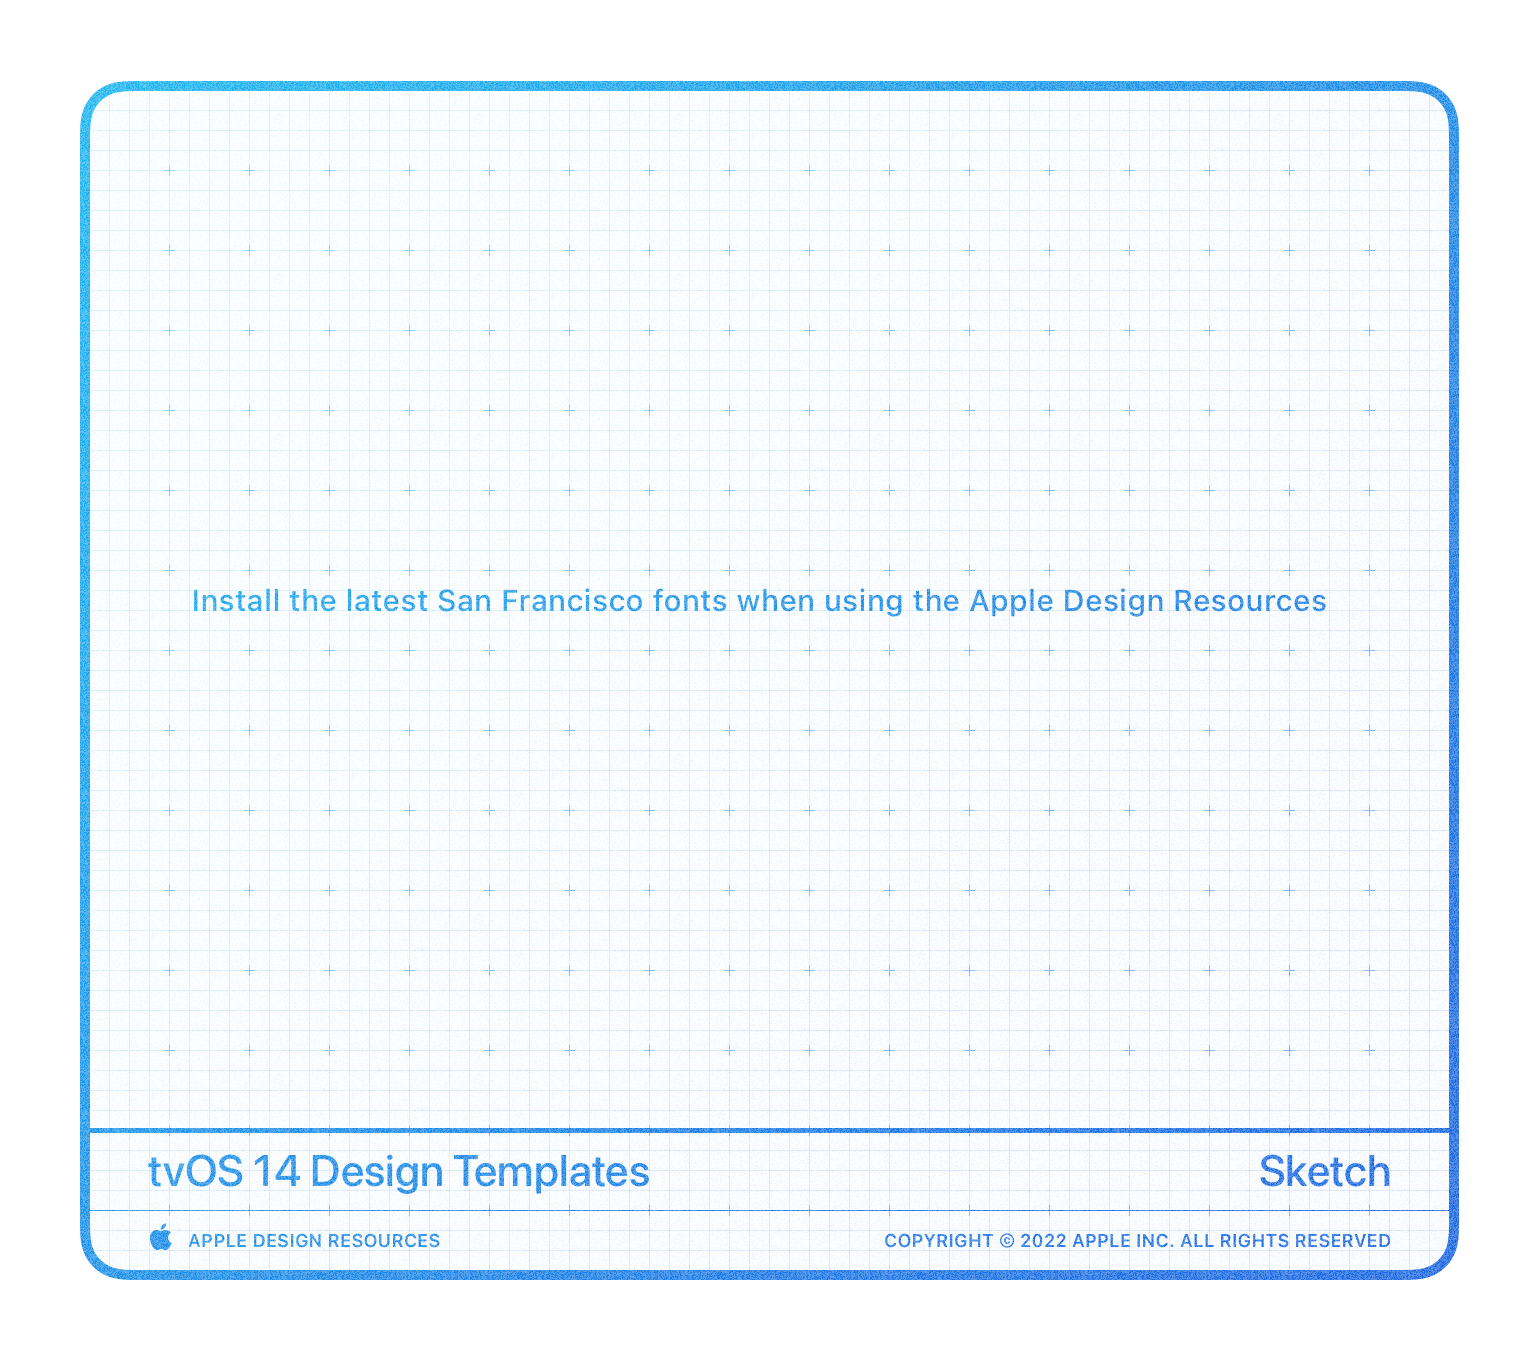 Install the latest San Francisco fonts when using the Apple Design Resources
tvOS 14 Design Templates
Sketch
APPLE DESIGN RESOURCES
COPYRIGHT © 2022 APPLE INC. ALL RIGHTS RESERVED